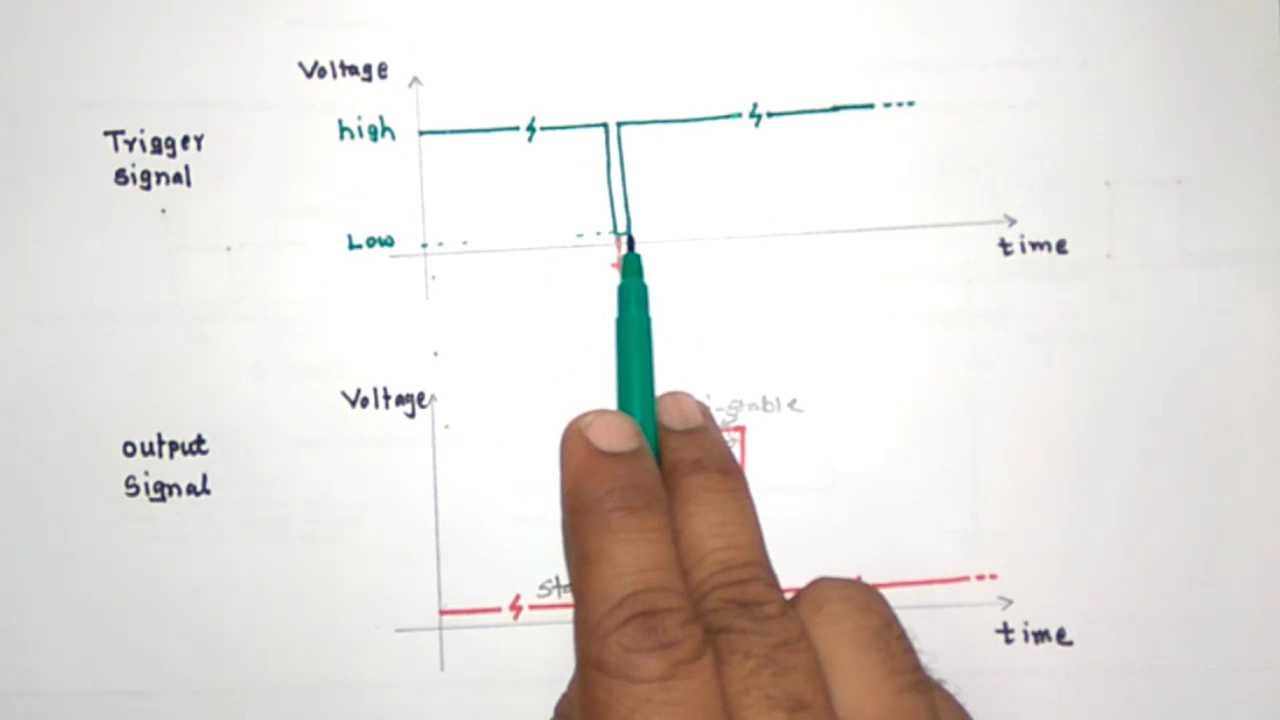 Voltage
high
Trigger
signal
Low
time
Voltage
output
Signal
time